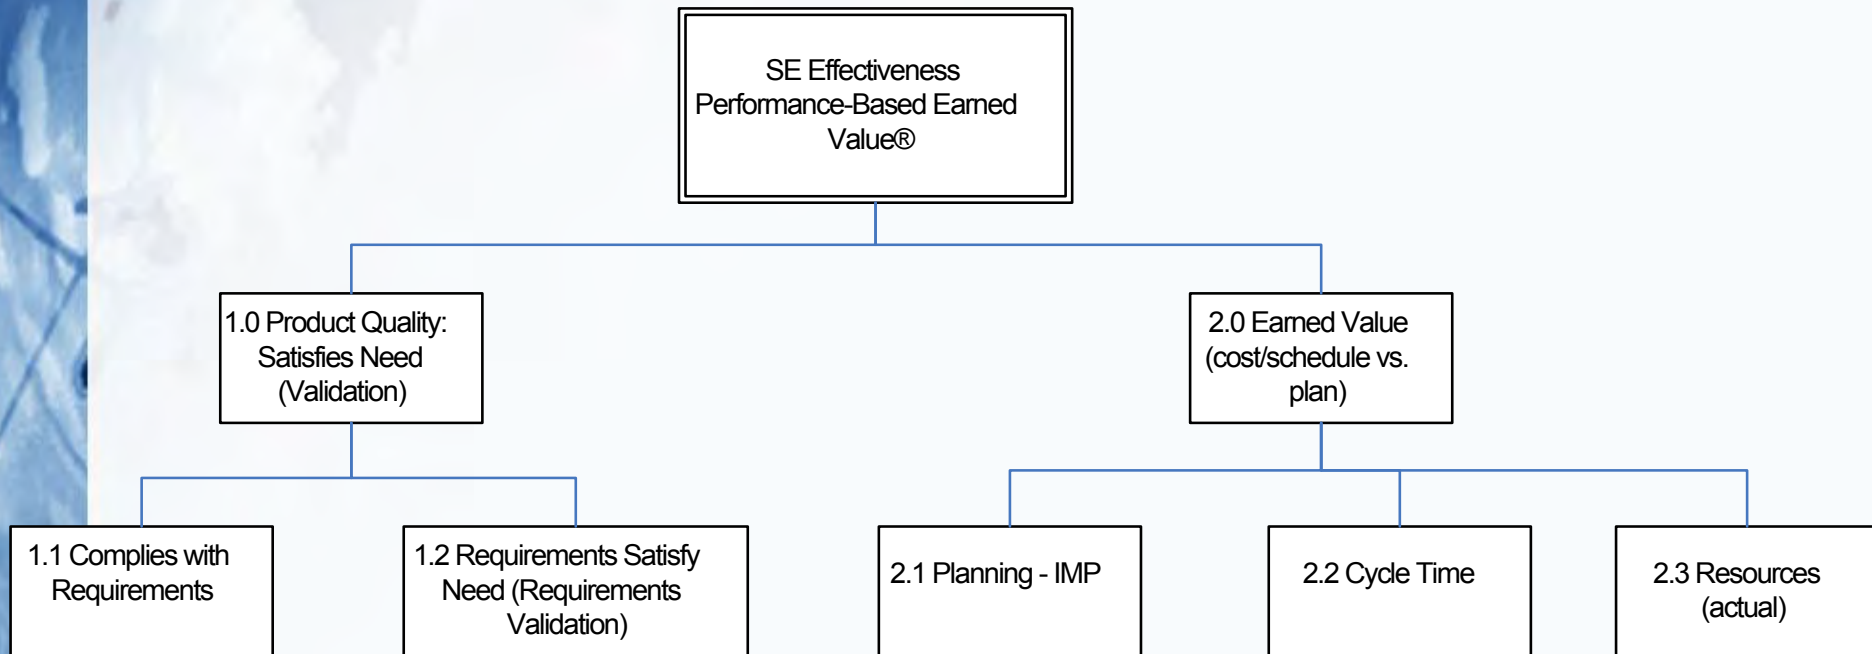 SE Effectiveness
Performance-Based Earned
Value®
1.0 Product Quality:
Satisfies Need
(Validation)
2.0 Earned Value
(cost/schedule vs.
plan)
1.1 Complies with
Requirements
1.2 Requirements Satisfy
Need (Requirements
Validation)
2.1 Planning - IMP
2.2 Cycle Time
2.3 Resources
(actual)